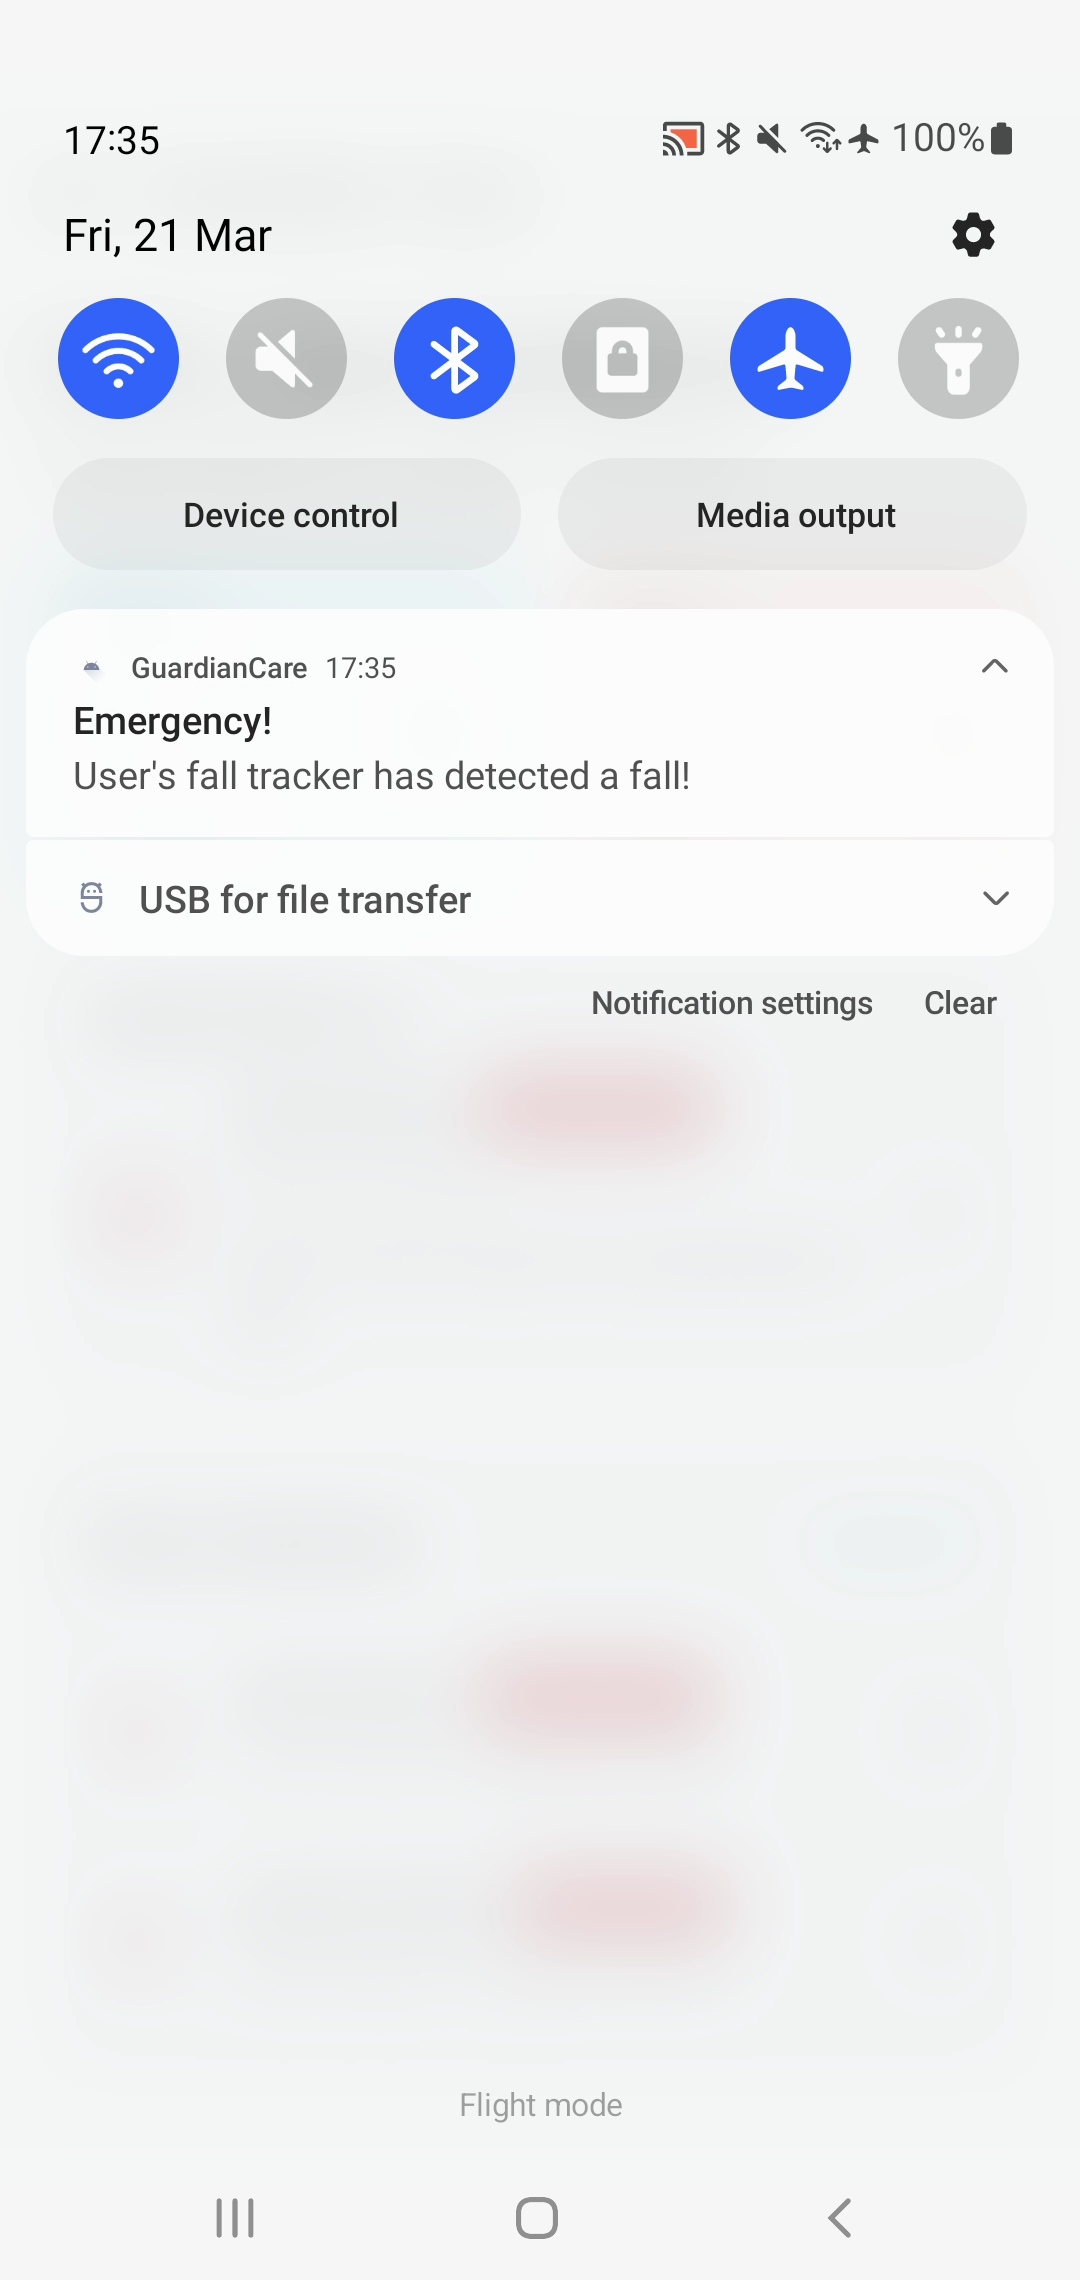 17:35
100%
Fri, 21 Mar
Device control
Media output
GuardianCare 17:35
Emergency!
User's fall tracker has detected a fall!
USB for file transfer
Notification settings
Clear
Flight mode